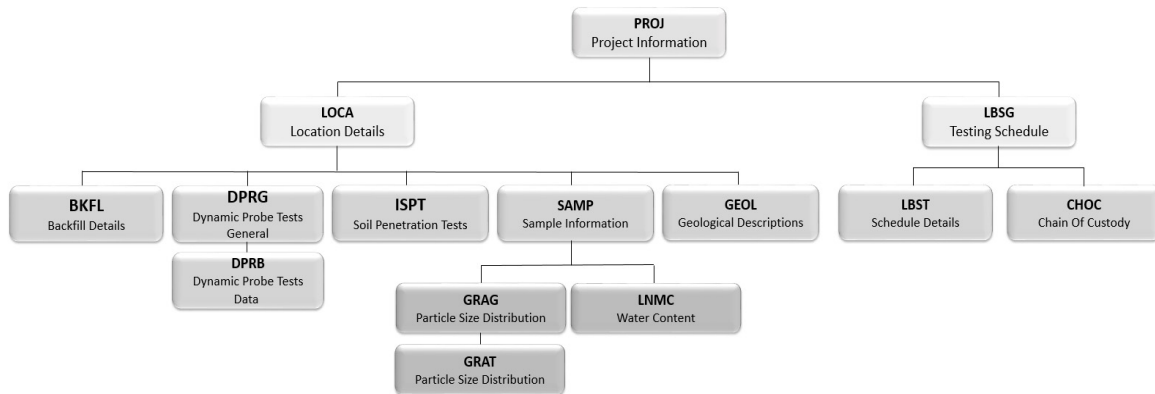 PROJ
Project Information
LOCA
Location Details
LBSG
Testing Schedule
BKFL
Backfill Details
DPRG
Dynamic Probe Tests
General
ISPT
Soil Penetration Tests
SAMP
Sample Information
GEOL
Geological Descriptions
LBST
Schedule Details
CHOC
Chain Of Custody
DPRB
Dynamic Probe Tests
Data
GRAG
Particle Size Distribution
LNMC
Water Content
GRAT
Particle Size Distribution